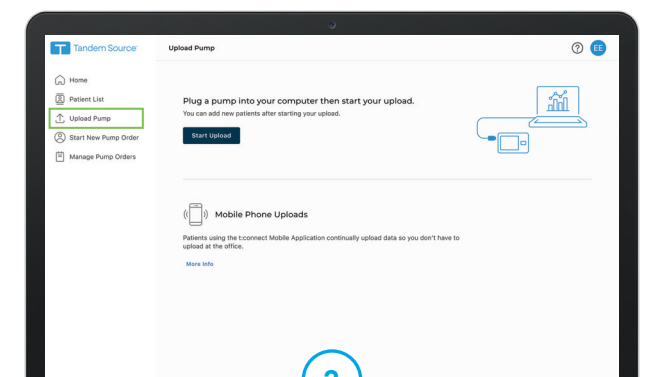 Tandem Source
Upload Pump
?
EE
Home
Patient List
Upload Pump
Start New Pump Order
Manage Pump Orders
Plug a pump into your computer then start your upload.
You can add new patients after starting your upload.
Start Upload
Mobile Phone Uploads
Patients using the t:connect Mobile Application continually upload data so you don't have to
upload at the office.
More Info